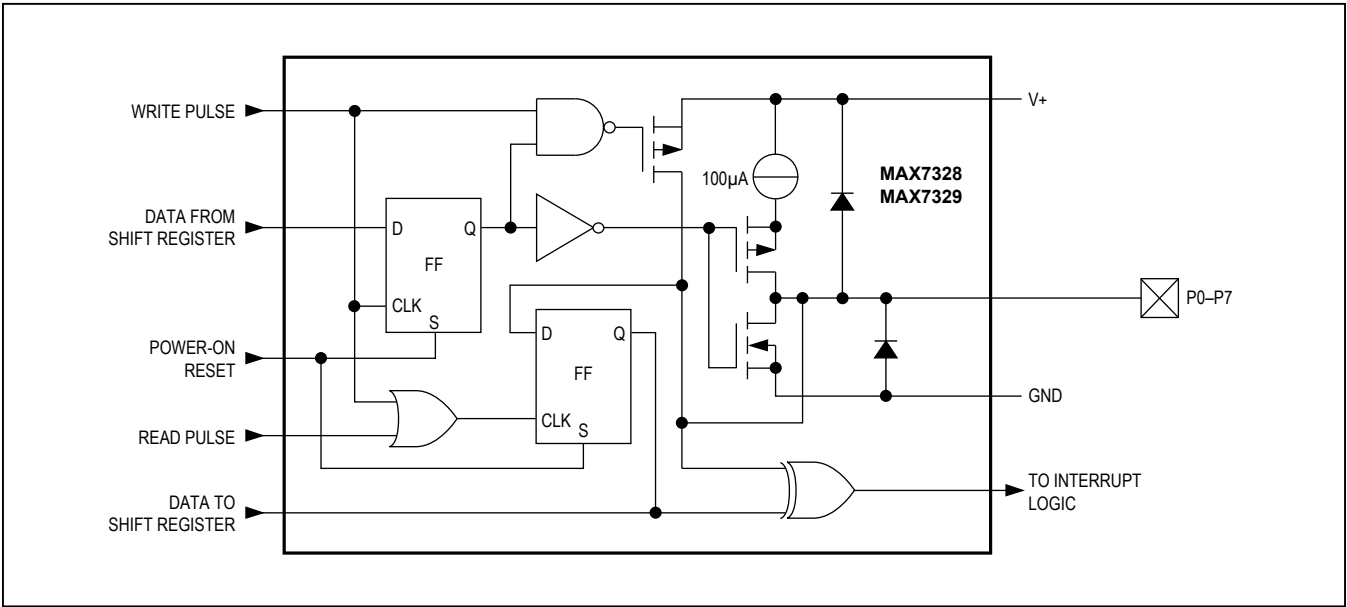 WRITE PULSE
V+
100µA
MAX7328
MAX7329
DATA FROM
SHIFT REGISTER
D
Q
FF
CLK
S
P0–P7
POWER-ON
RESET
D
Q
FF
CLK
S
GND
READ PULSE
TO INTERRUPT
LOGIC
DATA TO
SHIFT REGISTER